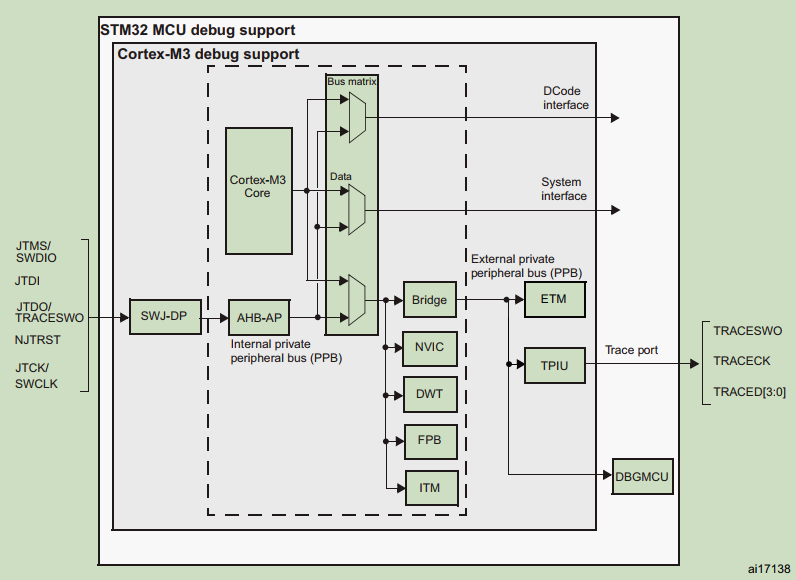 STM32 MCU debug support
Cortex-M3 debug support
Bus matrix
DCode
interface
Cortex-M3
Core
Data
System
interface
JTMS/
SWDIO
JTDI
JTDO/
TRACESWO
NJTRST
JTCK/
SWCLK
SWJ-DP
AHB-AP
Internal private
peripheral bus (PPB)
External private
peripheral bus (PPB)
Bridge
NVIC
DWT
FPB
ITM
ETM
TPIU
Trace port
DBGMCU
TRACESWO
TRACECK
TRACED[3:0]
ai17138